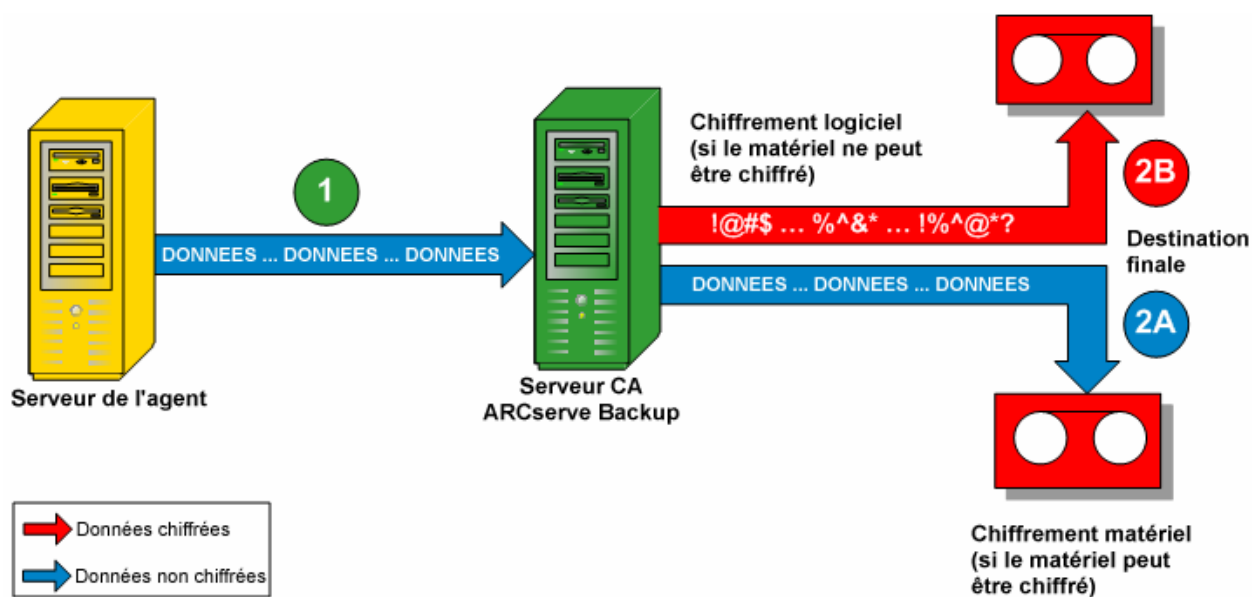 Chiffrement logiciel
(si le matériel ne peut
être chiffré)
1
2B
!@#$ ... %^&* ... !%^@*?
DONNEES ... DONNEES ... DONNEES
Destination
finale
DONNEES ... DONNEES ... DONNEES
2A
Serveur de l'agent
Serveur CA
ARCserve Backup
Données chiffrées
Données non chiffrées
Chiffrement matériel
(si le matériel peut
être chiffré)